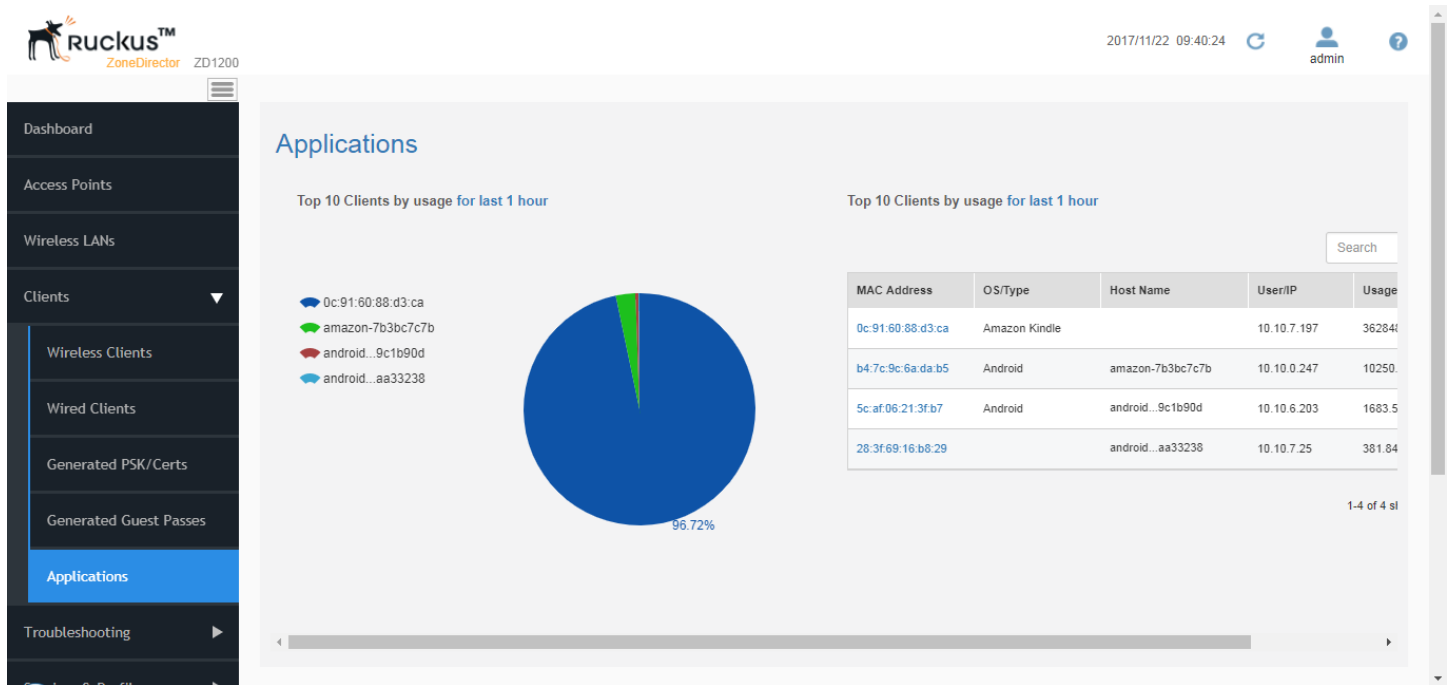 RUCKUS™
ZoneDirector ZD1200
2017/11/22 09:40:24
admin
Dashboard
Access Points
Wireless LANs
Clients
Wireless Clients
Wired Clients
Generated PSK/Certs
Generated Guest Passes
Applications
Troubleshooting
Applications
Top 10 Clients by usage for last 1 hour
0c:91:60:88:d3:ca
amazon-7b3bc7c7b
android...9c1b90d
android...aa33238
96.72%
Top 10 Clients by usage for last 1 hour
Search
MAC Address OS/Type Host Name User/IP Usage
0c:91:60:88:d3:ca Amazon Kindle 10.10.7.197 362848
b4:7c:9c:6a:da:b5 Android amazon-7b3bc7c7b 10.10.0.247 10250.
5c:af:06:21:3f:b7 Android android...9c1b90d 10.10.6.203 1683.5
28:3f:69:16:b8:29 android...aa33238 10.10.7.25 381.84
1-4 of 4